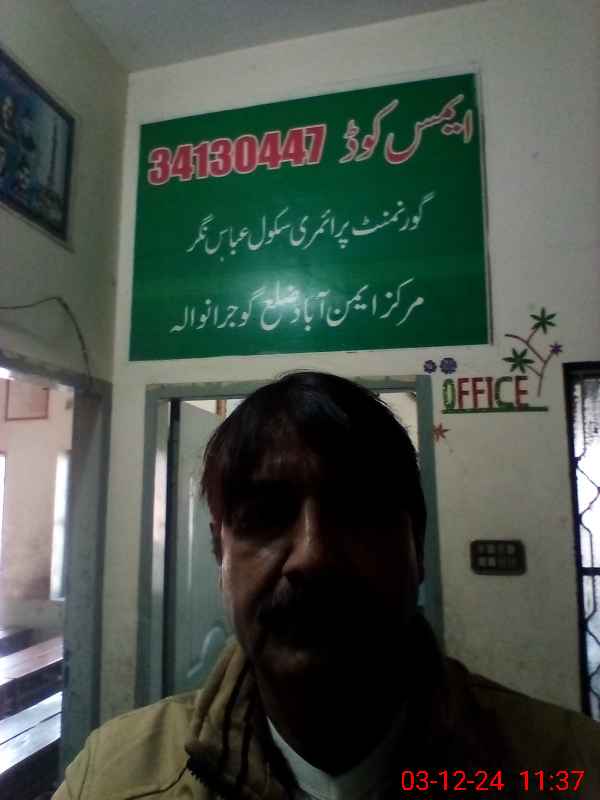 ایمس کوڈ 34130447
گورنمنٹ پرائمری سکول عباس نگر
مرکز ایمن آباد ضلع گوجرانوالہ
OFFICE
03-12-24 11:37